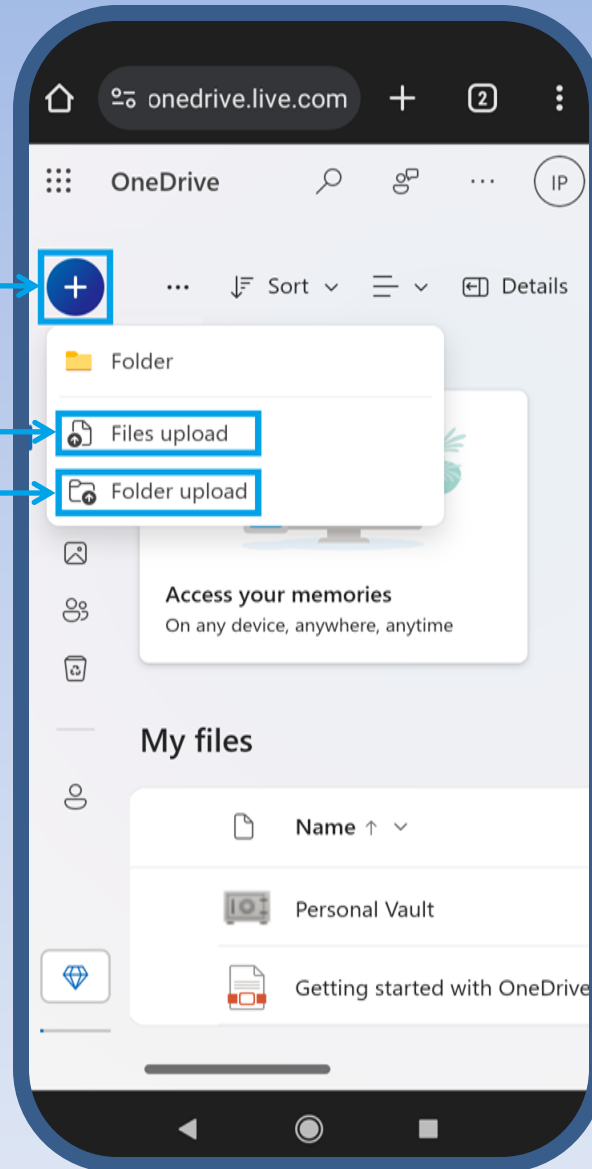 onedrive.live.com 2
OneDrive IP
Sort Details
Folder
Files upload
Folder upload
Access your memories
On any device, anywhere, anytime
My files
Name
Personal Vault
Getting started with OneDrive